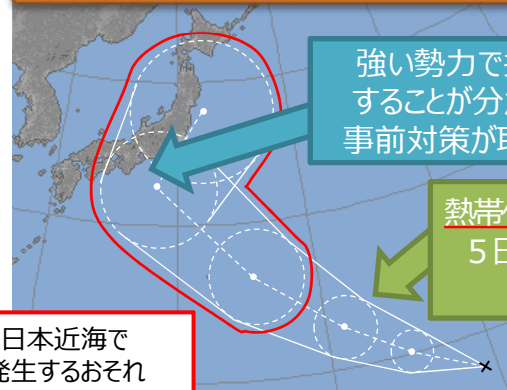 強い勢力で
することが分
事前対策が
熱帯
5日
日本近海で
発生するおそれ